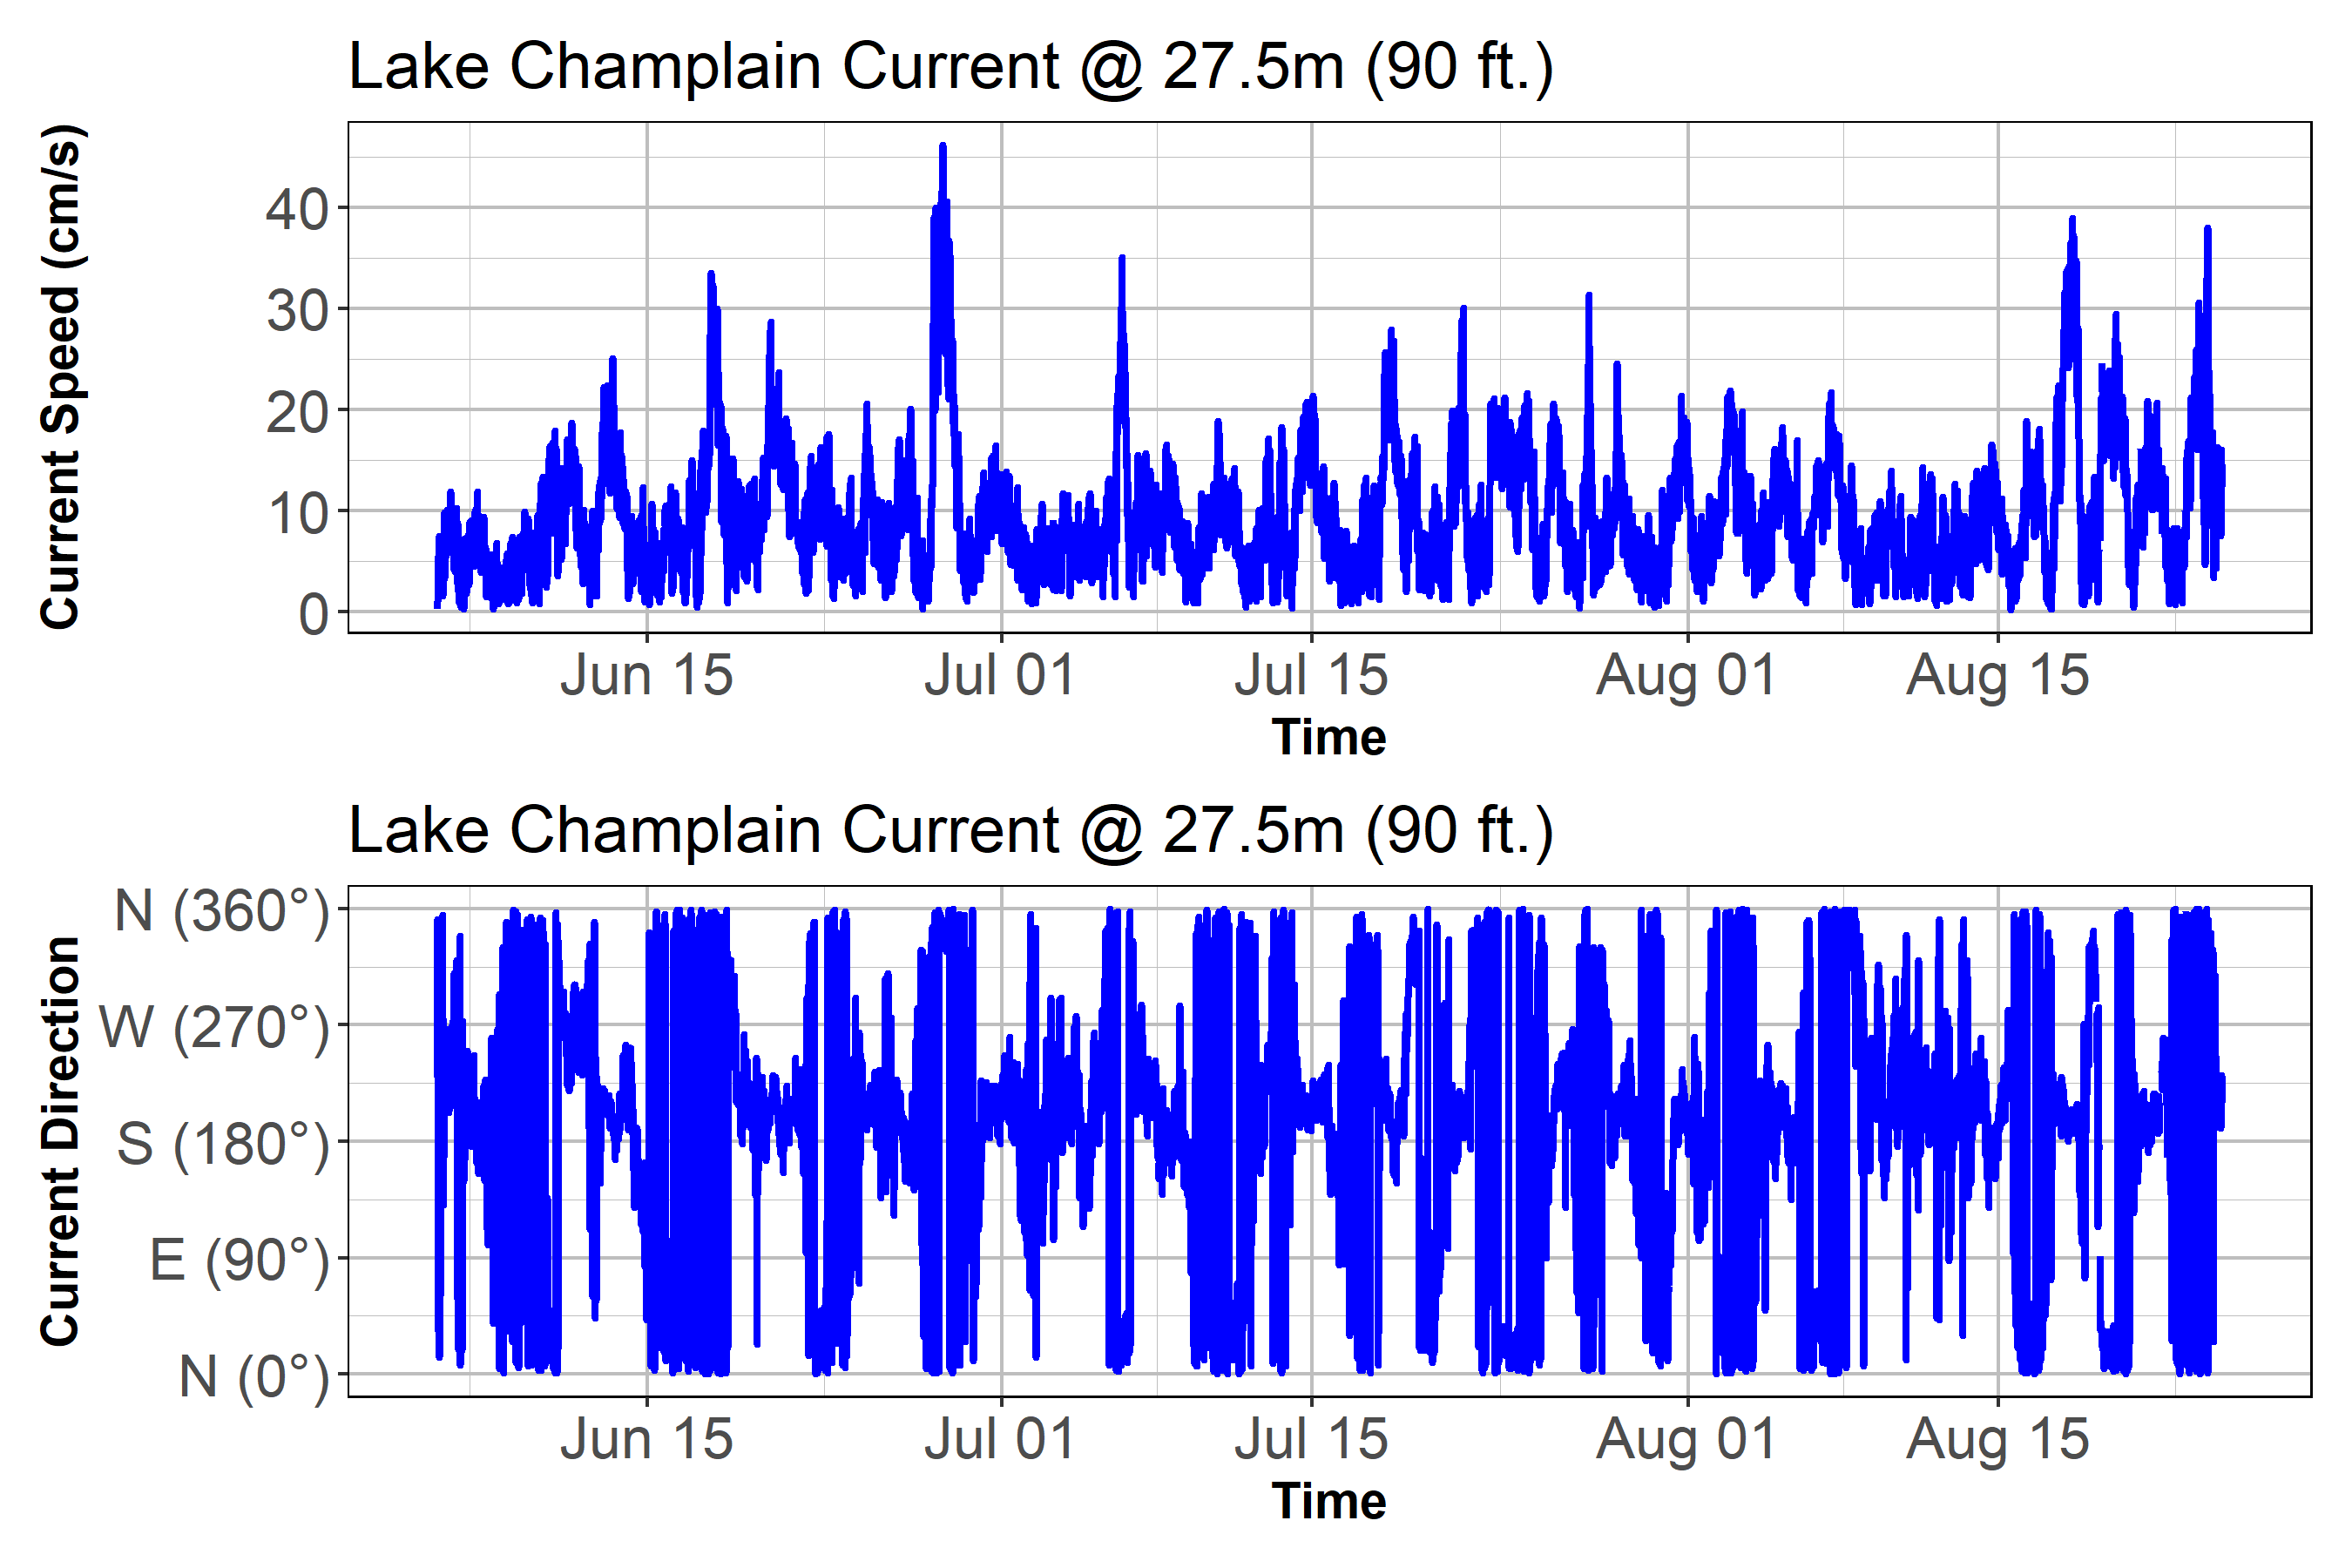 Lake Champlain Current @ 27.5m (90 ft.)
Current Speed (cm/s)
40
30
20
10
0
Jun 15 Jul 01 Jul 15 Aug 01 Aug 15
Time
Lake Champlain Current @ 27.5m (90 ft.)
Current Direction
N (360°)
W (270°)
S (180°)
E (90°)
N (0°)
Jun 15 Jul 01 Jul 15 Aug 01 Aug 15
Time